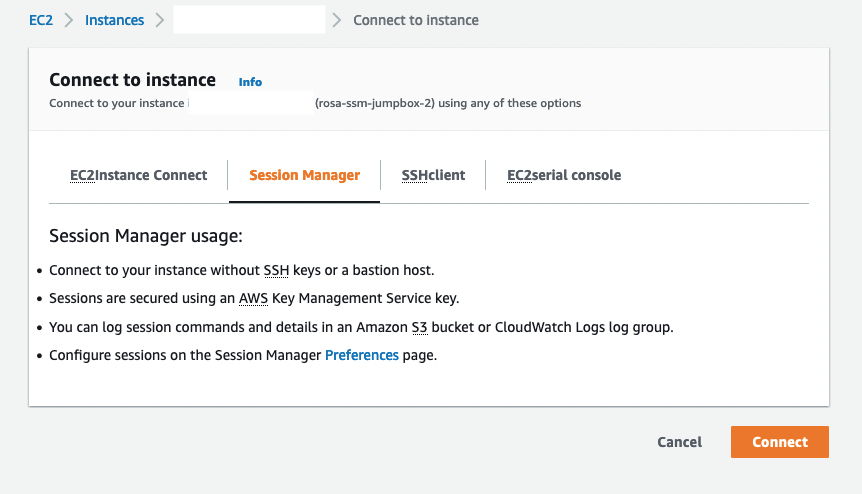 EC2 > Instances > > Connect to instance
Connect to instance Info
Connect to your instance i (rosa-ssm-jumpbox-2) using any of these options
EC2Instance Connect Session Manager SSHclient EC2serial console
Session Manager usage:
• Connect to your instance without SSH keys or a bastion host.
• Sessions are secured using an AWS Key Management Service key.
• You can log session commands and details in an Amazon S3 bucket or CloudWatch Logs log group.
• Configure sessions on the Session Manager Preferences page.
Cancel Connect